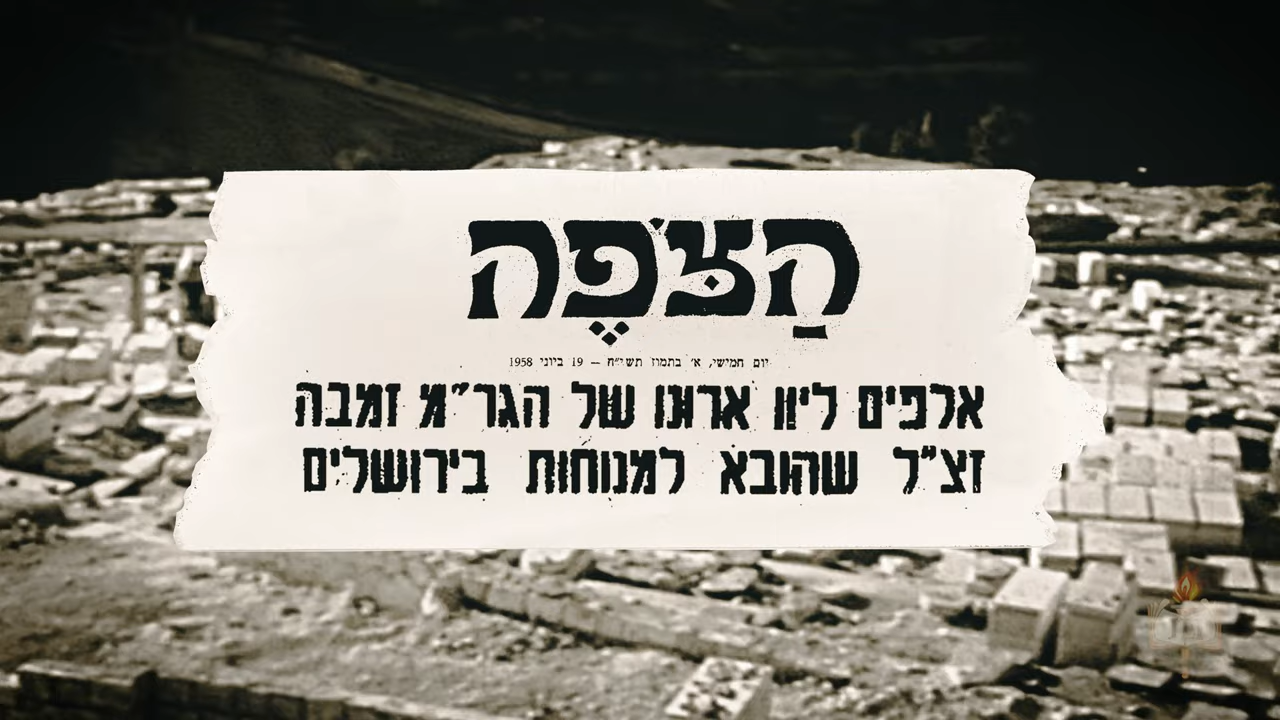 הַצֹּפֶה
יום חמישי, א׳ בתמוז תשי״ח — 19 ביוני 1958
אלפים ליוו ארונו של הגר״מ זמבה
זצ״ל שהובא למנוחות בירושלים